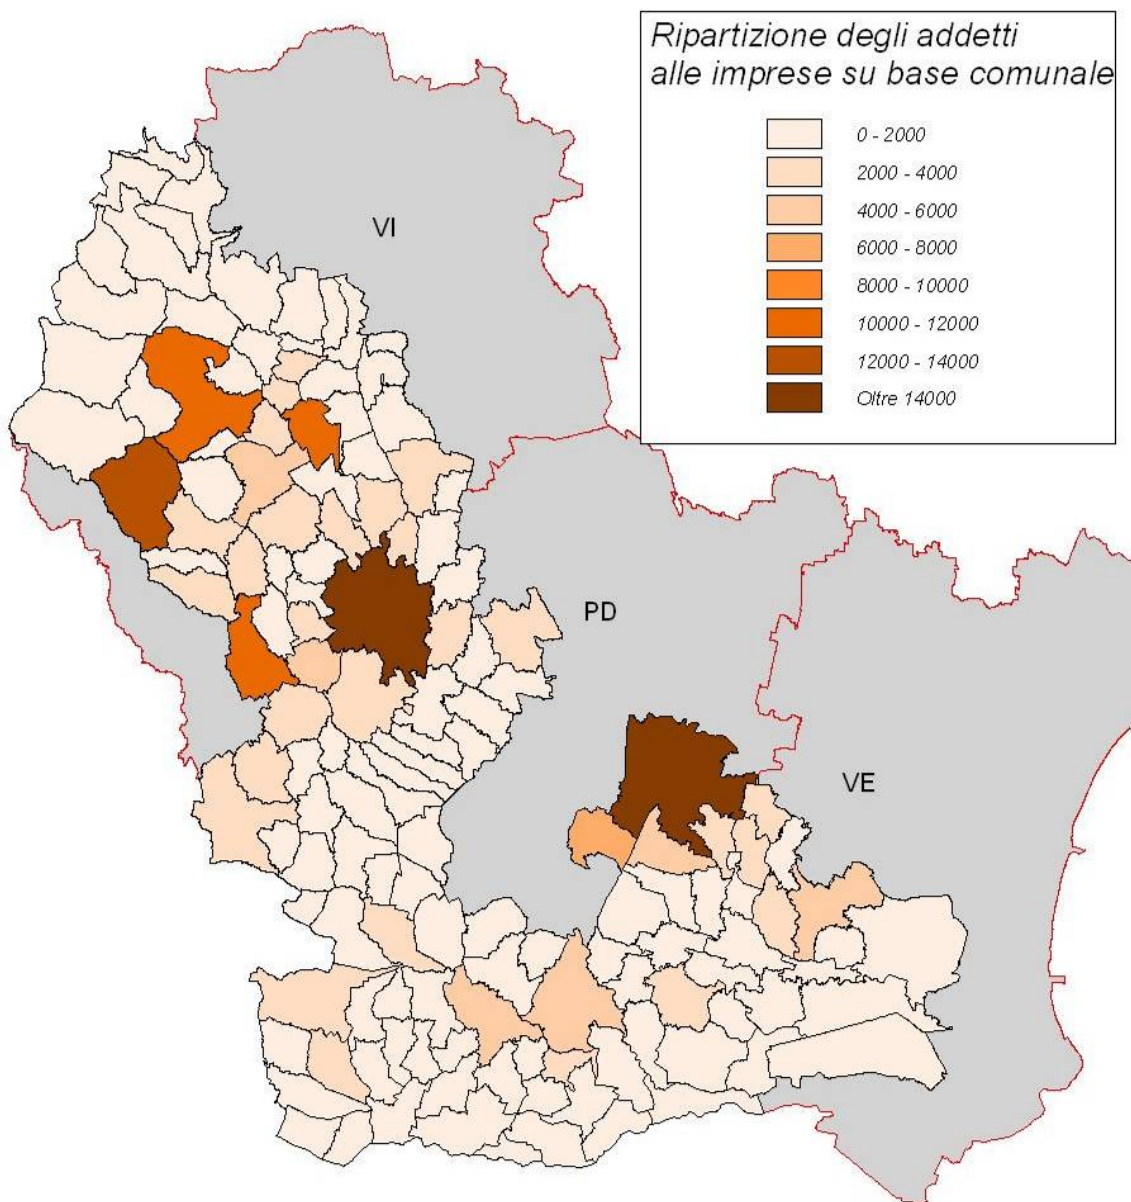 Ripartizione degli addetti
alle imprese su base comunale
0 - 2000
2000 - 4000
4000 - 6000
6000 - 8000
8000 - 10000
10000 - 12000
12000 - 14000
Oltre 14000
VI
PD
VE